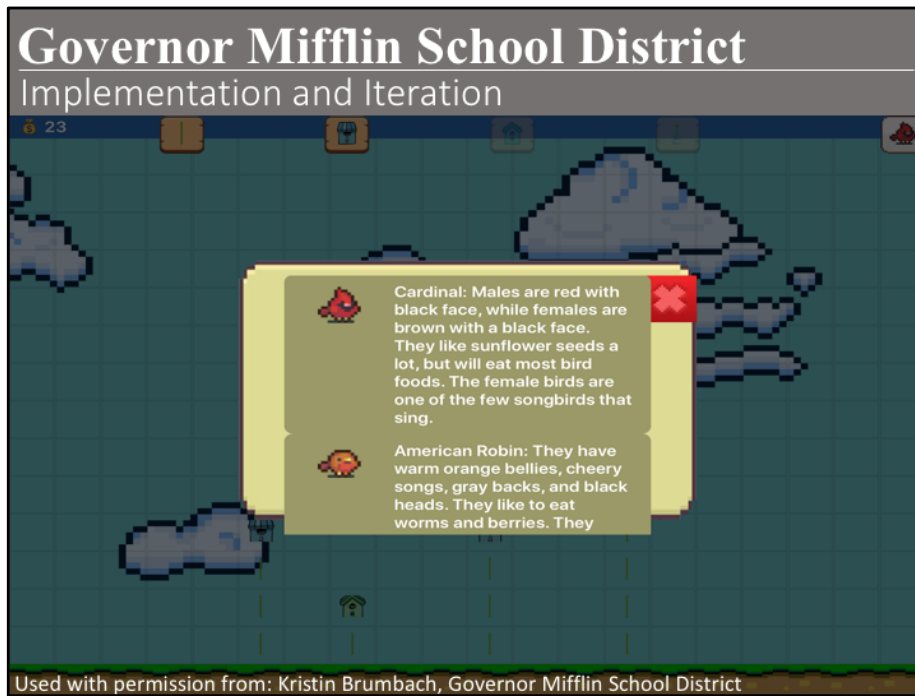 Governor Mifflin School District
Implementation and Iteration
23
Cardinal: Males are red with
black face, while females are
brown with a black face.
They like sunflower seeds a
lot, but will eat most bird
foods. The female birds are
one of the few songbirds that
sing.
American Robin: They have
warm orange bellies, cheery
songs, gray backs, and black
heads. They like to eat
worms and berries. They
Used with permission from: Kristin Brumbach, Governor Mifflin School District